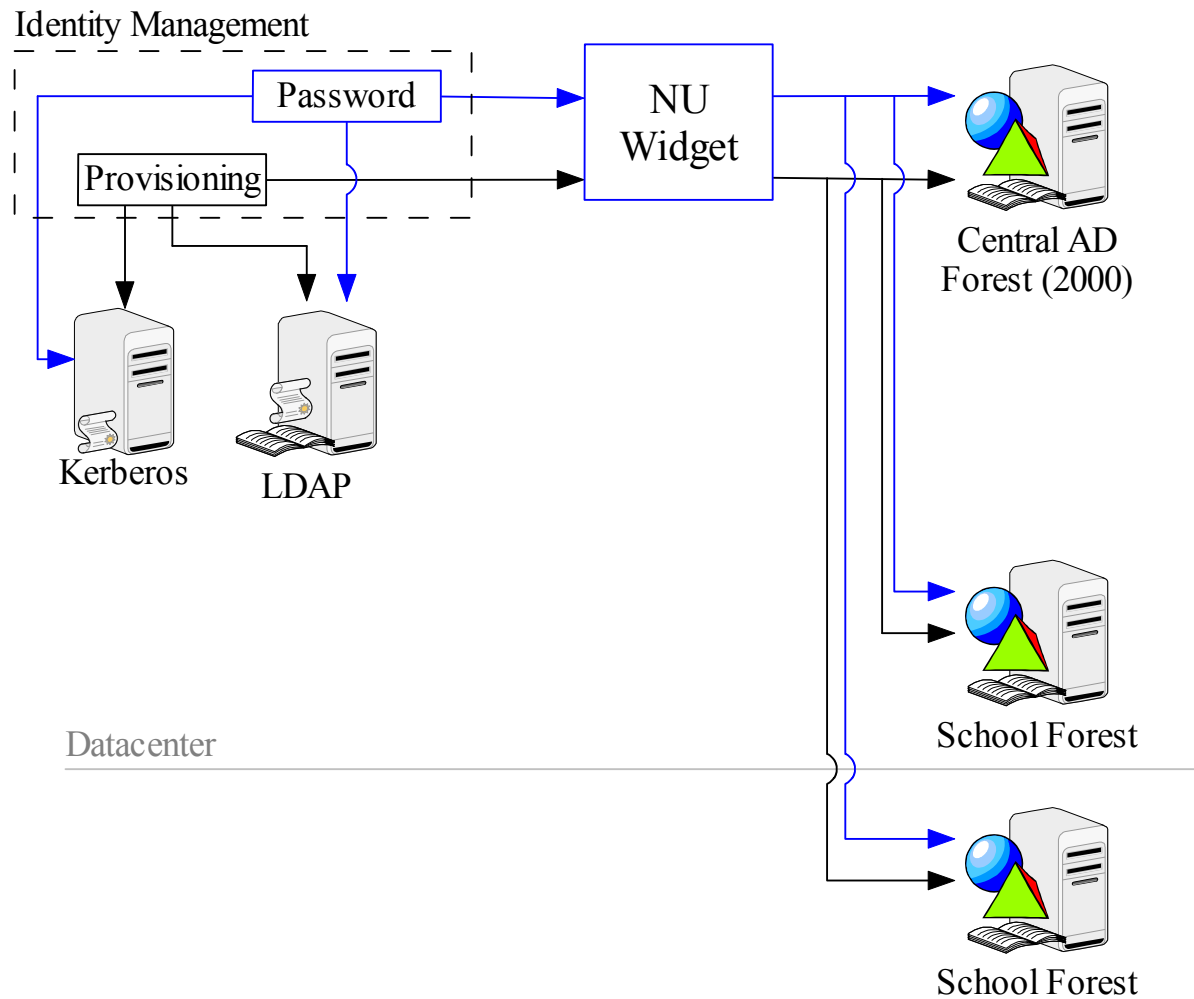 Identity Management
Password
Provisioning
NU
Widget
Central AD
Forest (2000)
Kerberos
LDAP
School Forest
Datacenter
School Forest